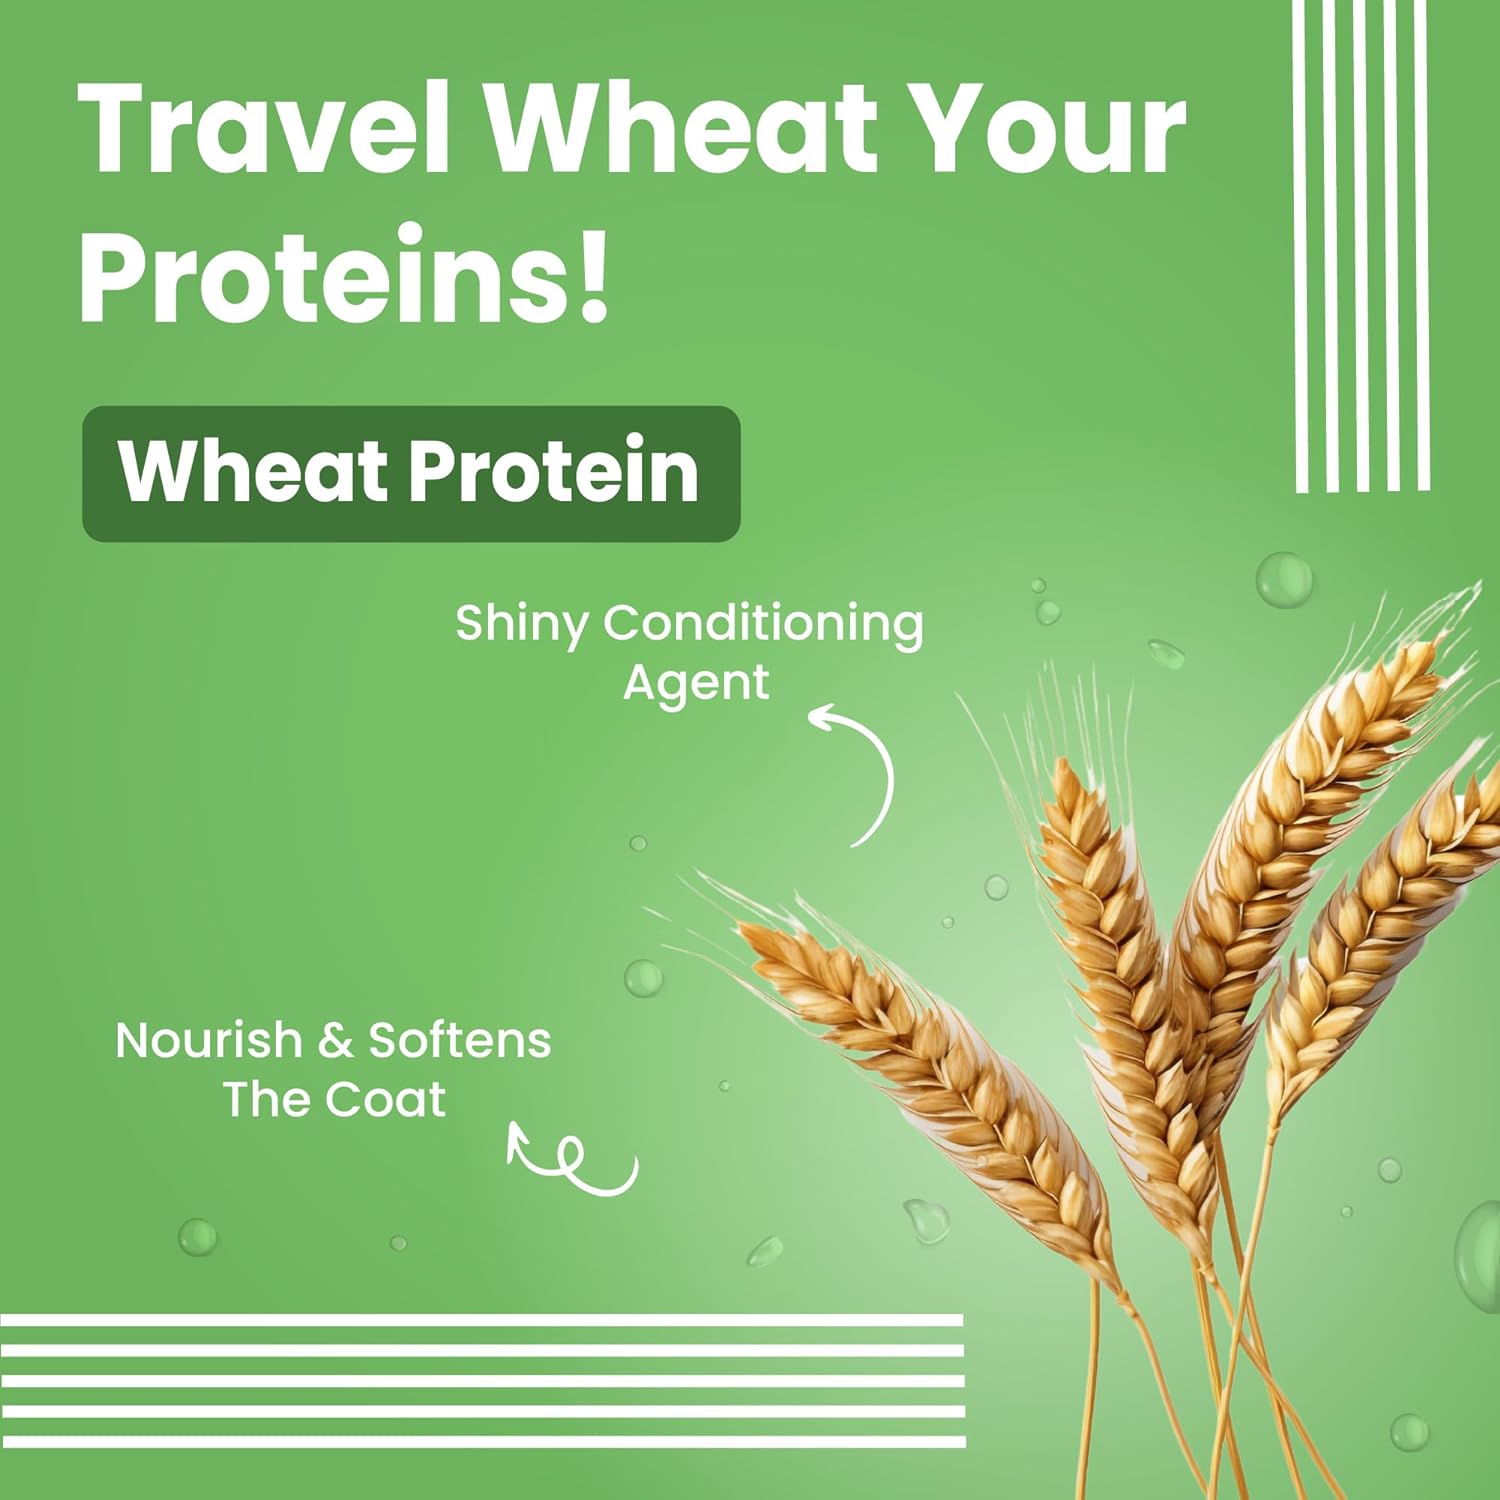 Travel Wheat Your
Proteins!
Wheat Protein
Shiny Conditioning
Agent
Nourish & Softens
The Coat